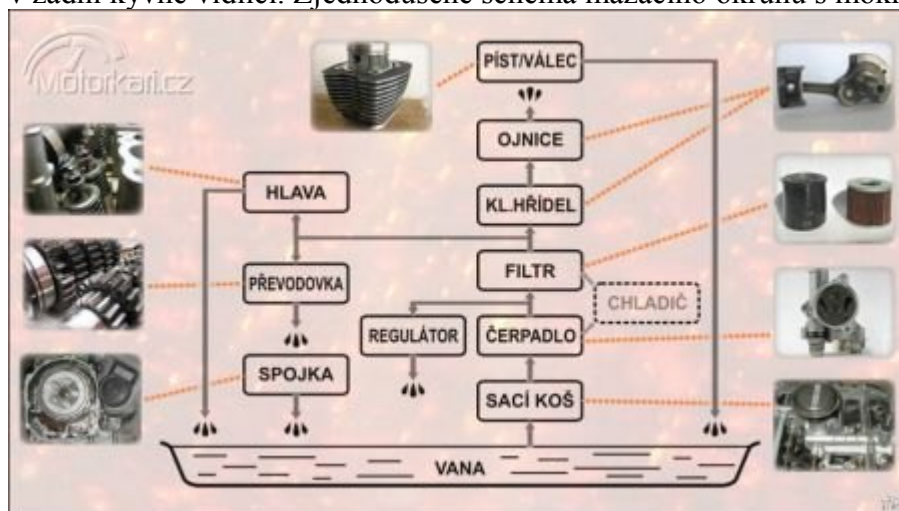 Motorkari.cz
PÍST/VÁLEC
OJNICE
HLAVA
KL.HŘÍDEL
PŘEVODOVKA
FILTR
CHLADIČ
REGULÁTOR
ČERPADLO
SPOJKA
SACÍ KOŠ
VANA